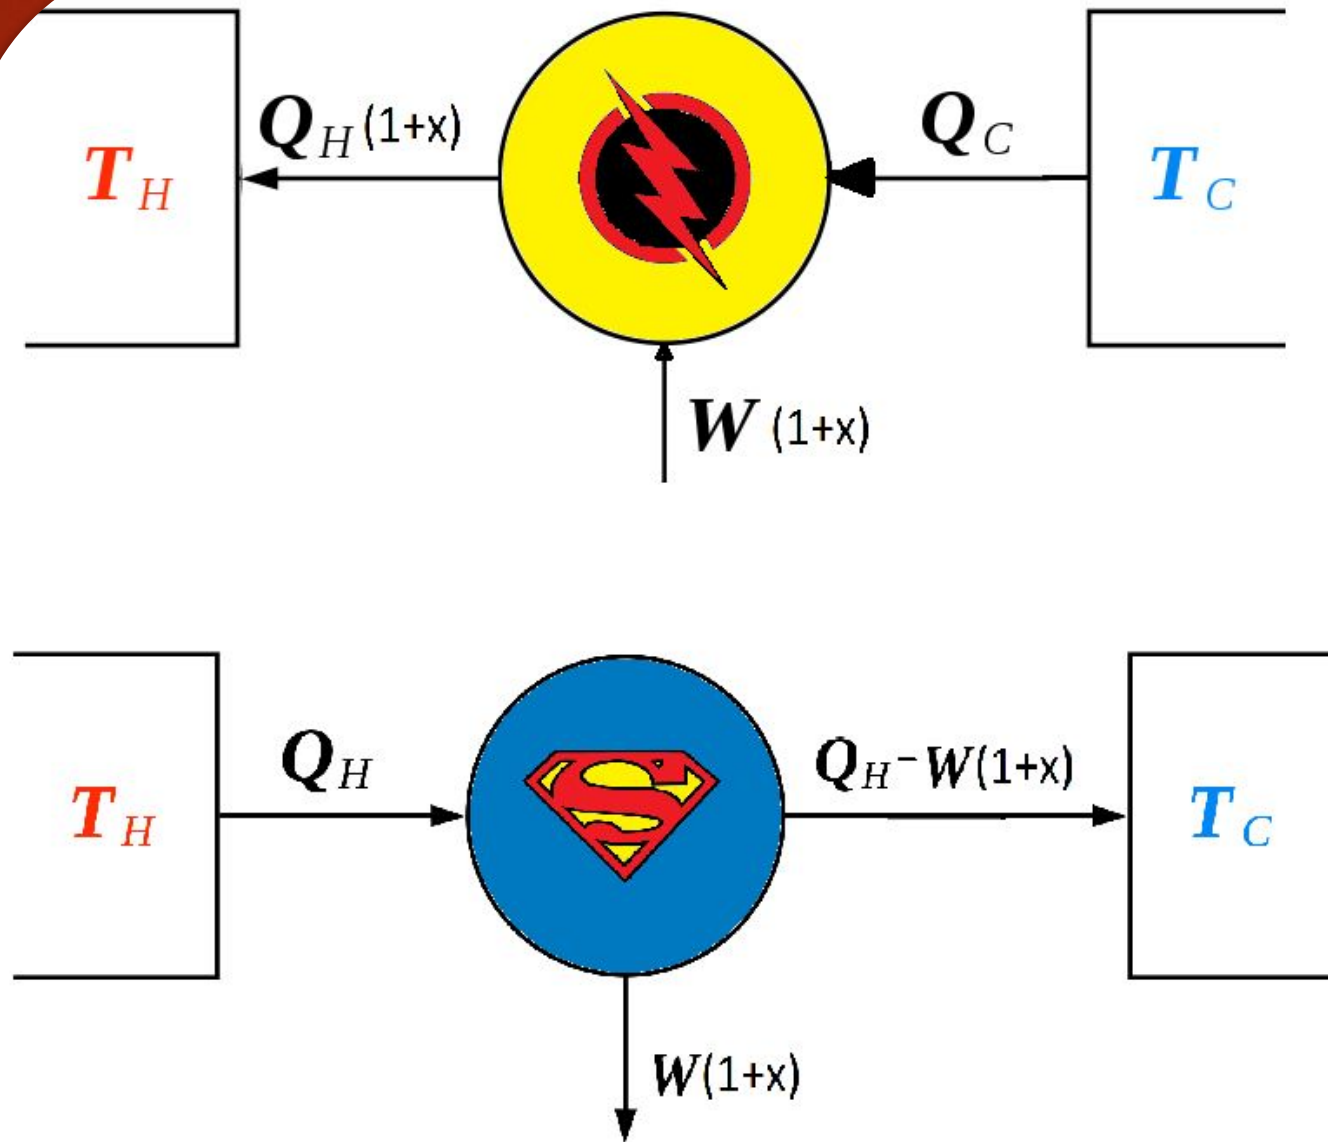 T_H
Q_H (1+x)
Q_C
T_C
W (1+x)
T_H
Q_H
S
Q_H - W(1+x)
T_C
W(1+x)